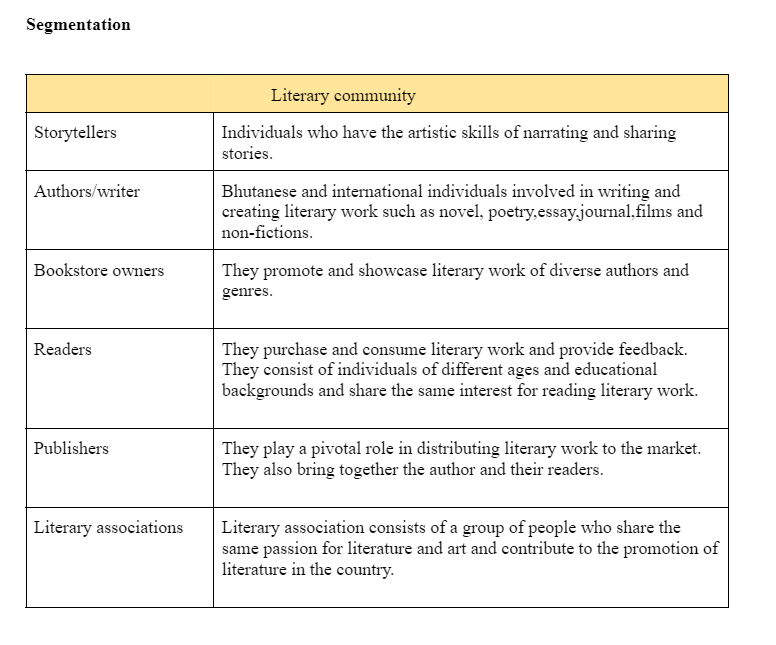 Segmentation
Literary community
Storytellers
Individuals who have the artistic skills of narrating and sharing
stories.
Authors/writer
Bhutanese and international individuals involved in writing and
creating literary work such as novel, poetry,essay,journal,films and
non-fictions.
Bookstore owners
They promote and showcase literary work of diverse authors and
genres.
Readers
They purchase and consume literary work and provide feedback.
They consist of individuals of different ages and educational
backgrounds and share the same interest for reading literary work.
Publishers
They play a pivotal role in distributing literary work to the market.
They also bring together the author and their readers.
Literary associations
Literary association consists of a group of people who share the
same passion for literature and art and contribute to the promotion of
literature in the country.